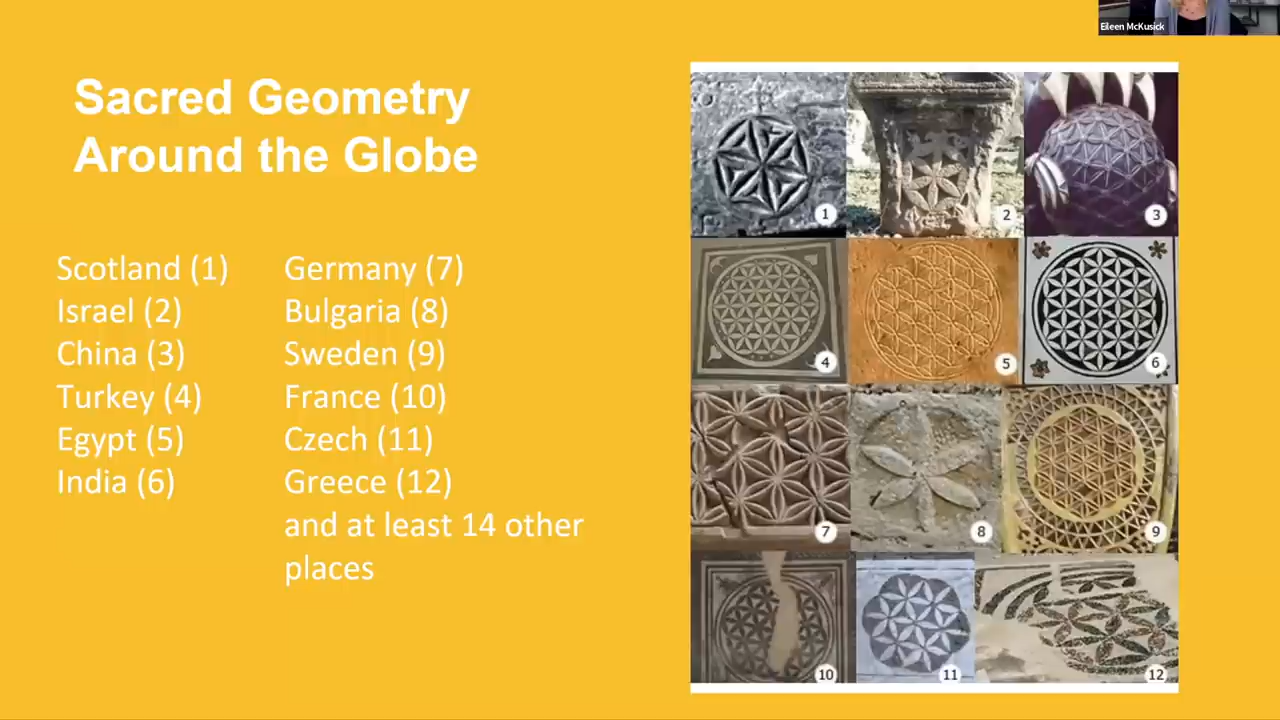 Eileen McKusick
Sacred Geometry
Around the Globe
Scotland (1)
Israel (2)
China (3)
Turkey (4)
Egypt (5)
India (6)
Germany (7)
Bulgaria (8)
Sweden (9)
France (10)
Czech (11)
Greece (12)
and at least 14 other
places
1
2
3
4
5
6
7
8
9
10
11
12